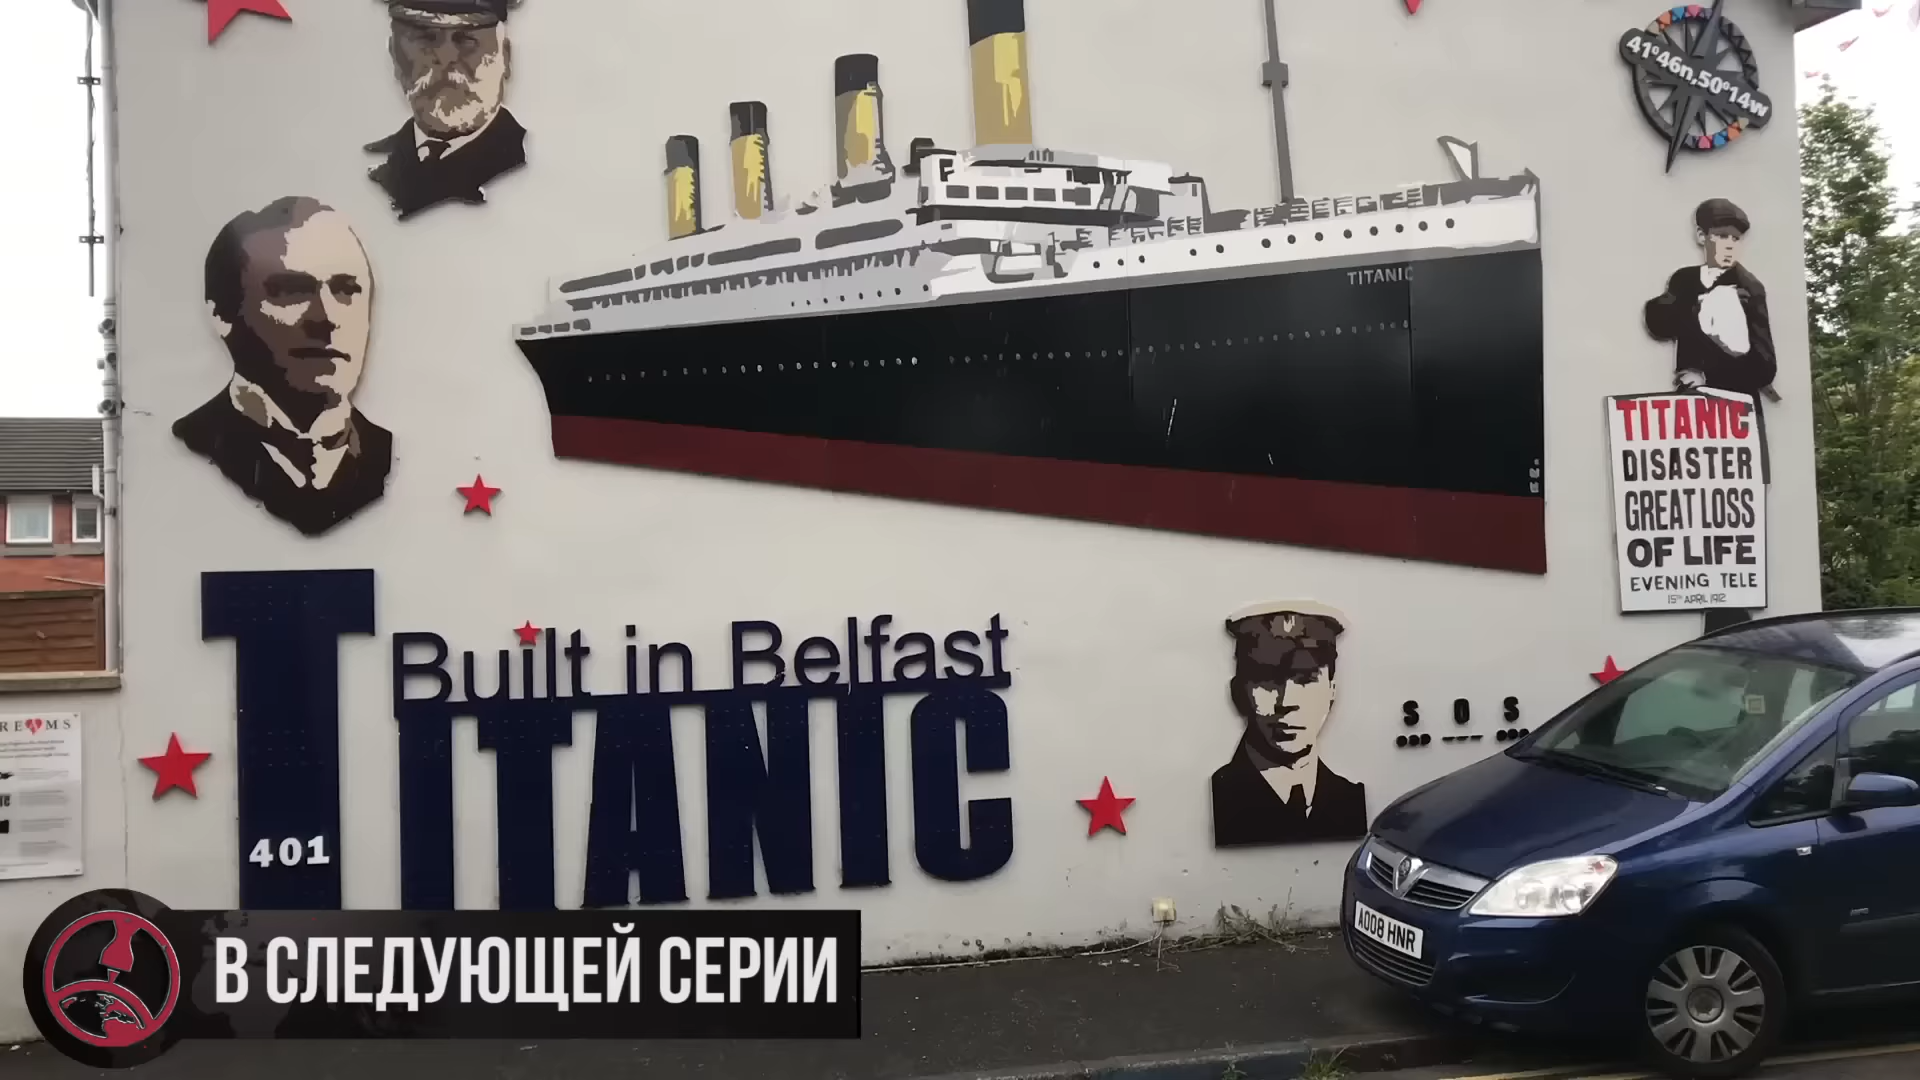 41°46n,50°14w
TITANIC
TITANIC
DISASTER
GREAT LOSS
OF LIFE
EVENING TELE
15TH APRIL 1912
Built in Belfast
TITANIC
401
S O S
REAMS
AO08 HNR
В СЛЕДУЮЩЕЙ СЕРИИ